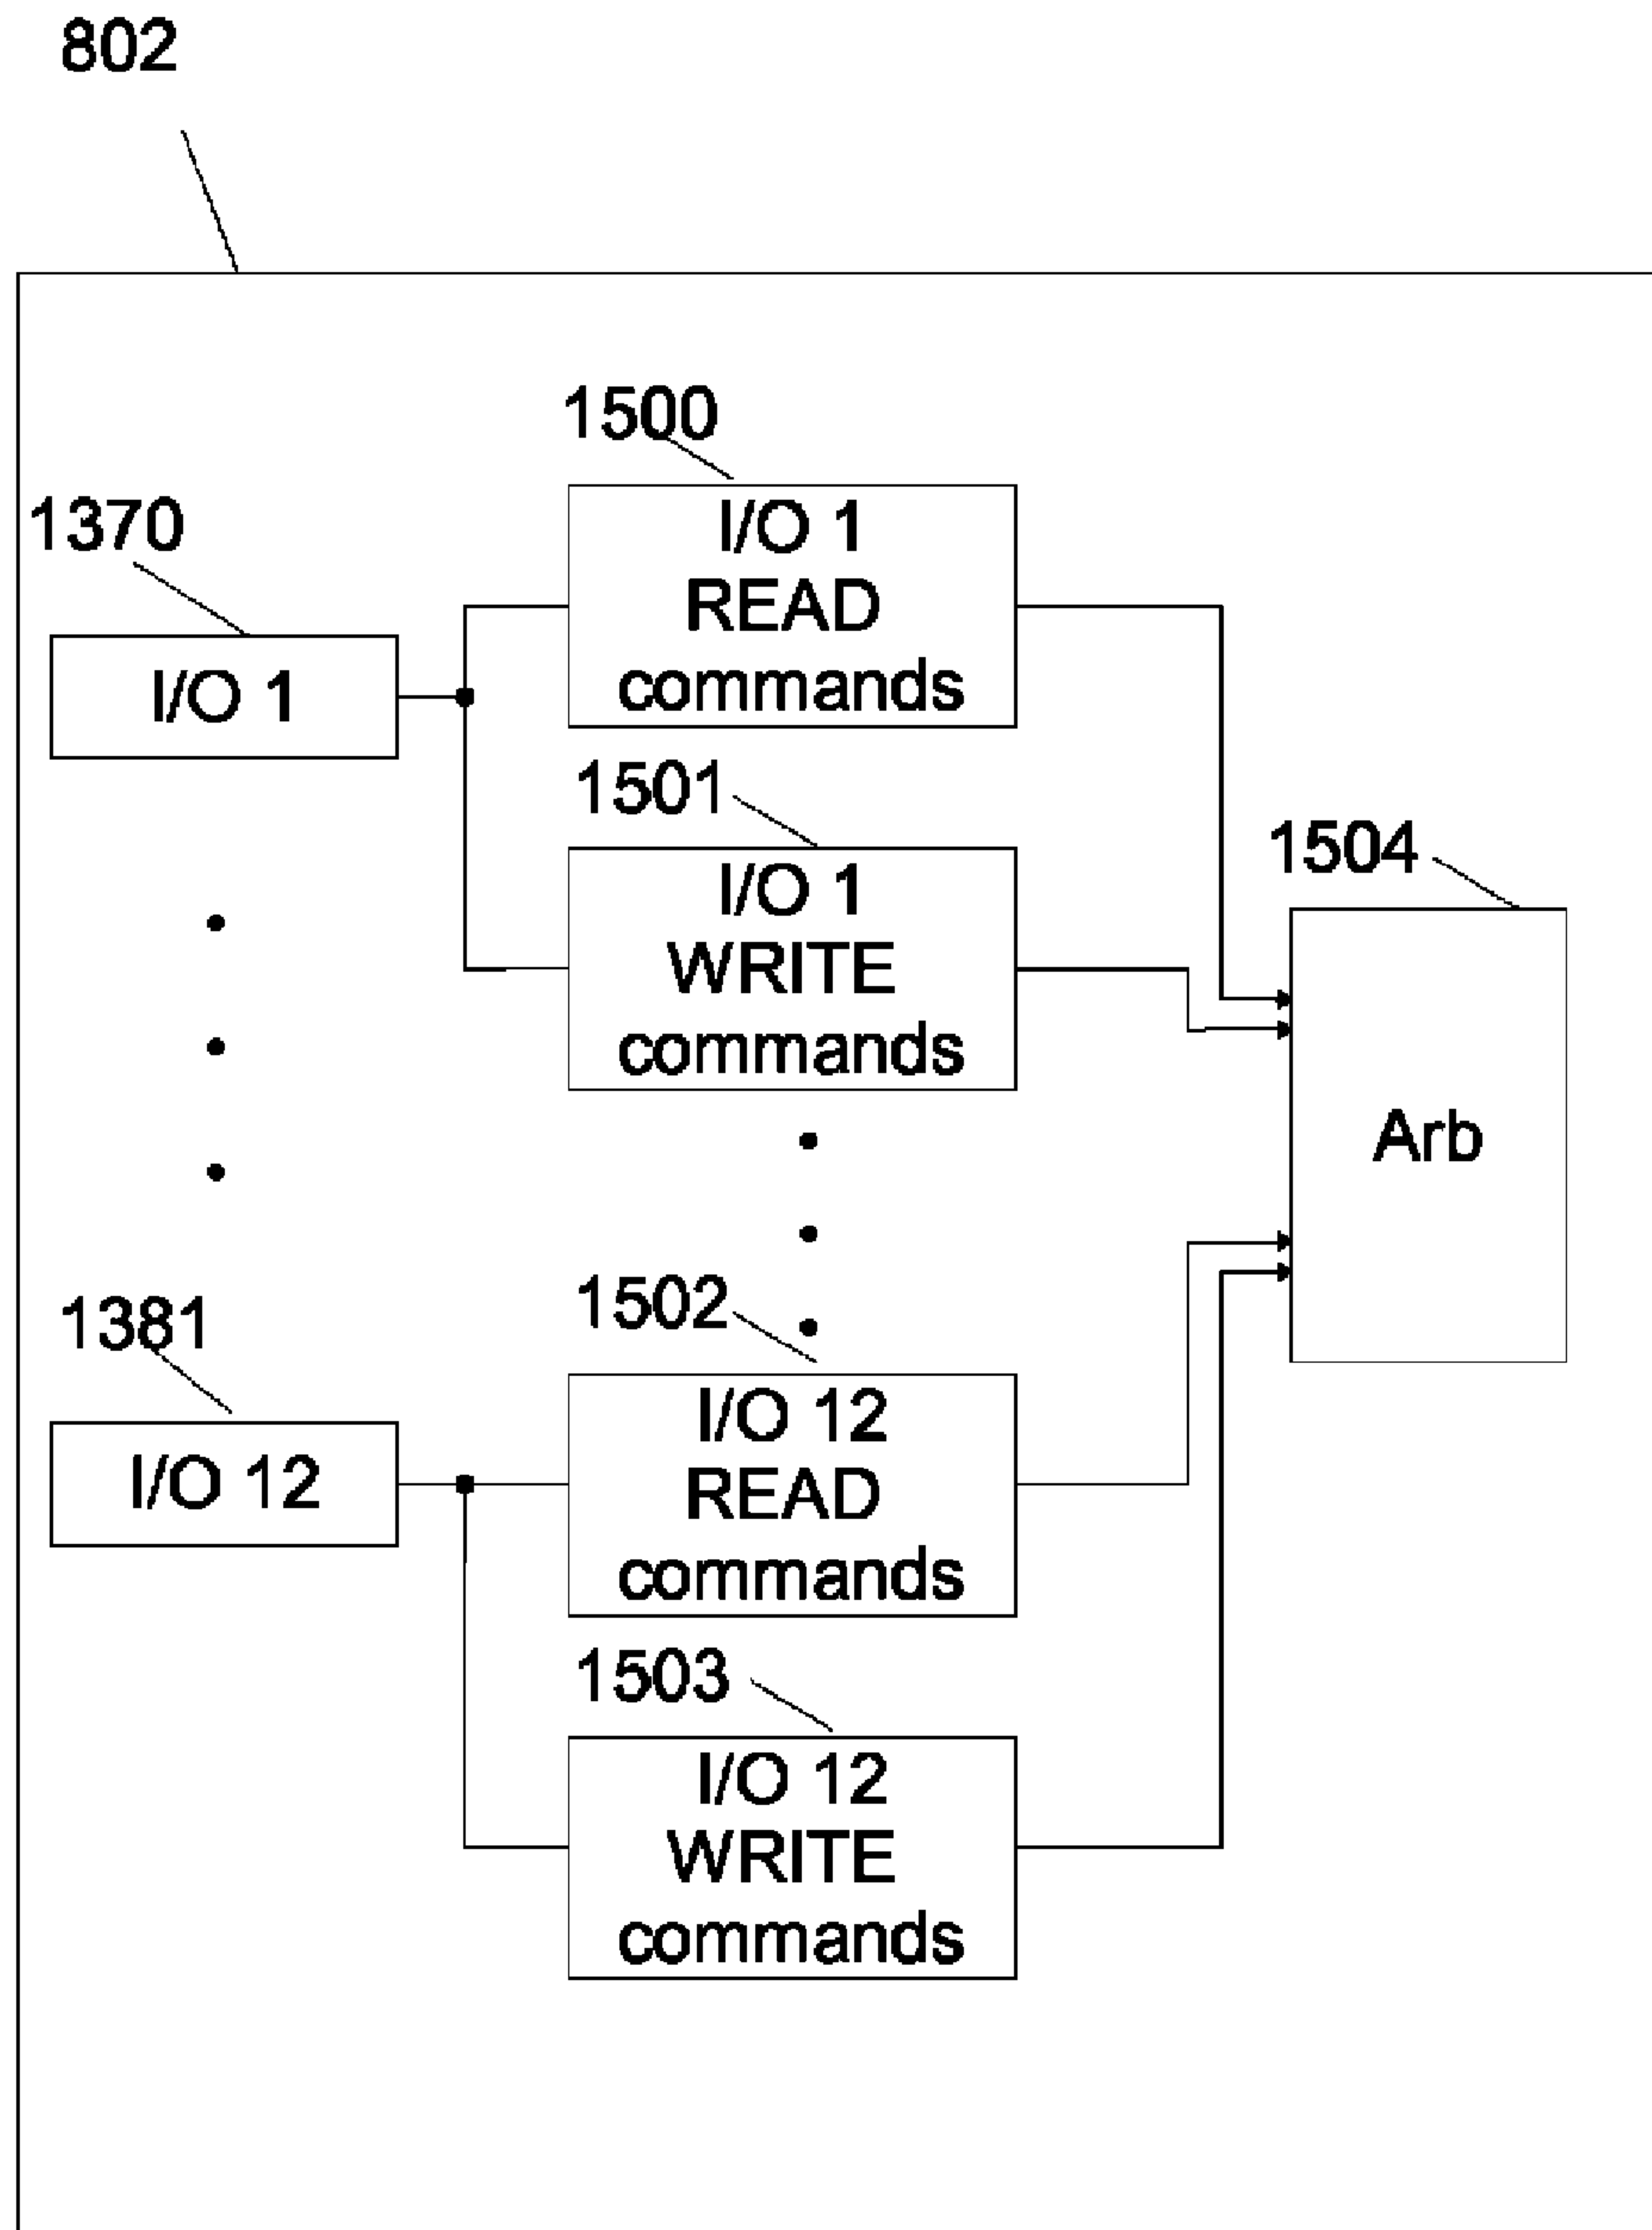 802
1500
1370
I/O 1
READ
commands
I/O 1
1501
1504
I/O 1
WRITE
commands
Arb
1502
1381
I/O 12
READ
commands
I/O 12
1503
I/O 12
WRITE
commands